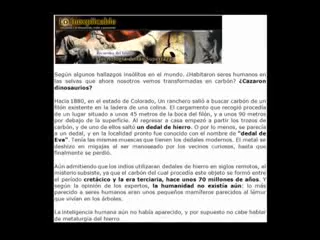 Según algunos hallazgos insólitos en el mundo. ¿Habitaron seres humanos en
las selvas que ahora nosotros vemos transformadas en carbón? ¿Cazaron
dinosaurios?
Hacia 1880, en el estado de Colorado, Un ranchero salió a buscar carbón de un
filón existente en la ladera de una colina. El cargamento que recogió procedía
de un lugar situado a unos 45 metros de la boca del filón, y a unos 90 metros
por debajo de la superficie. Al regresar a casa empezó a partir los trozos de
carbón, y de uno de ellos saltó un dedal de hierro. O por lo menos, se parecía
a un dedal, y en la localidad pronto fue conocido con el nombre de "dedal de
Eva". Tenía las mismas muecas que tienen los dedales modernos. El metal se
deshizo en migajas al ser manoseado por los vecinos curiosos, hasta que
finalmente se perdió.
Aún admitiendo que los indios utilizaran dedales de hierro en siglos remotos, el
misterio subsiste, ya que el carbón del cual procedía este objeto se formó entre
el período cretácico y la era terciaria, hace unos 70 millones de años. Y
según la opinión de los expertos, la humanidad no existía aún: lo más
parecido a seres humanos eran unos pequeños mamíferos parecidos al lémur
que vivían en los árboles.
La inteligencia humana aún no había aparecido, y por supuesto no cabe hablar
de metalurgia del hierro